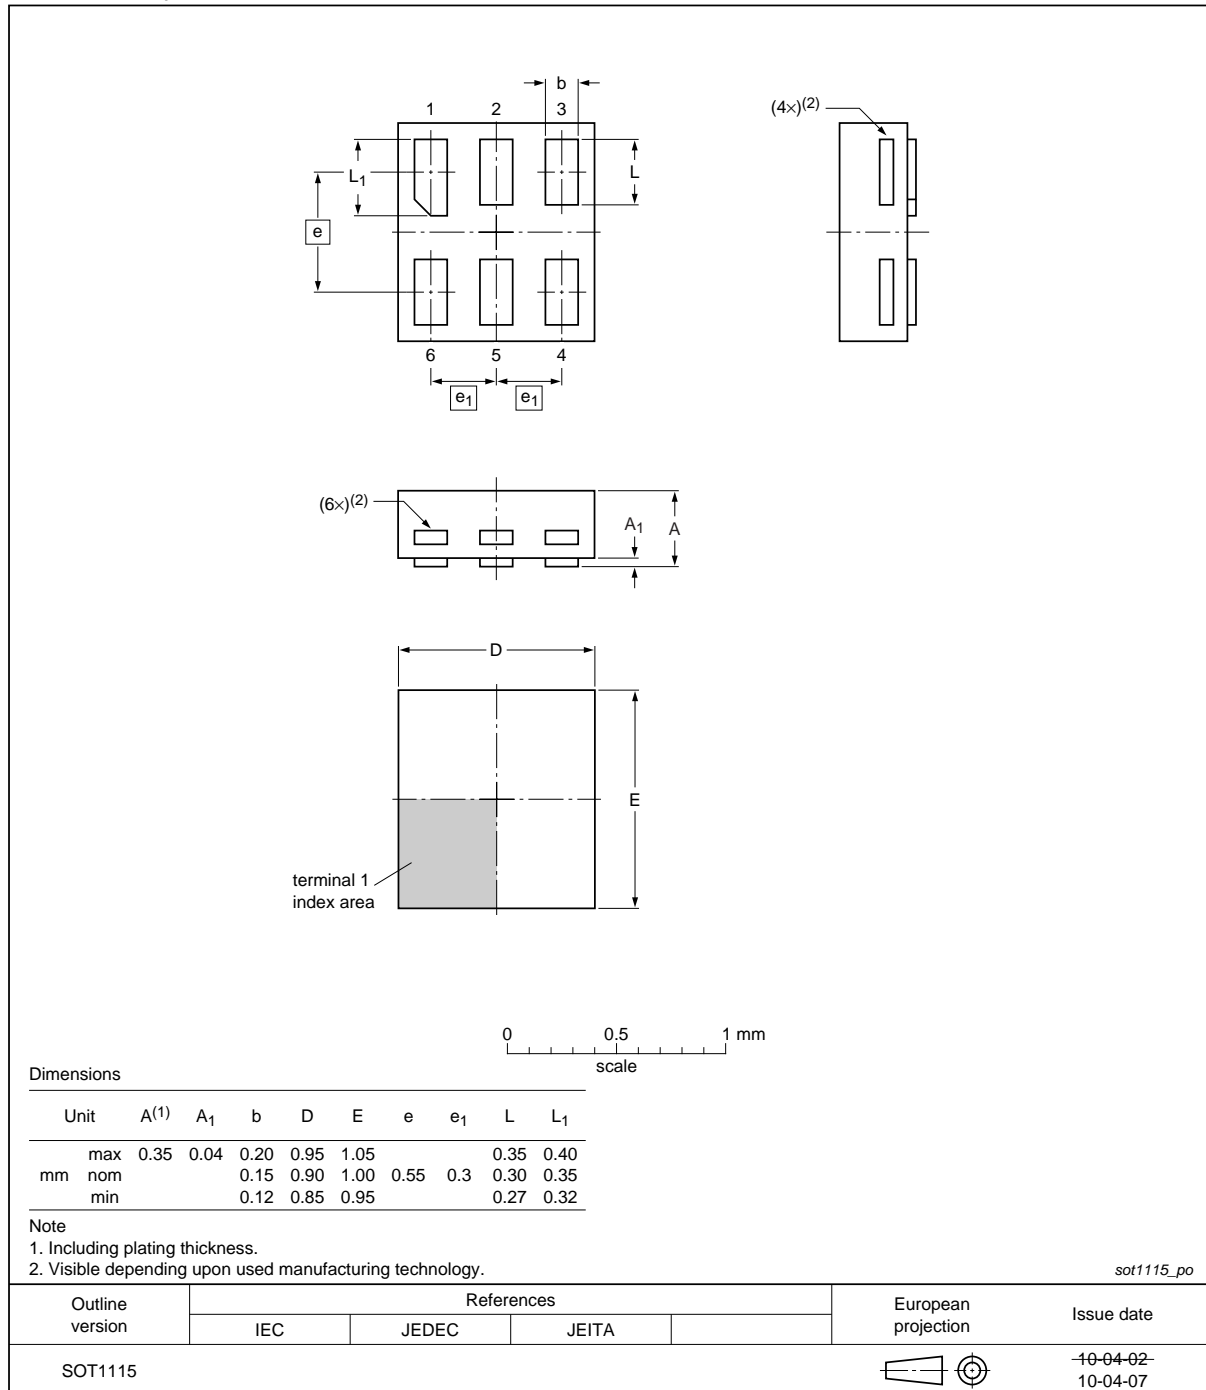 b
1 2 3
(4×)(2)
L1
L
e
6 5 4
e1 e1
(6×)(2)
A1 A
D
E
terminal 1
index area
0 0.5 1 mm
scale
Dimensions
Unit A(1) A1 b D E e e1 L L1
max 0.35 0.04 0.20 0.95 1.05 0.35 0.40
mm nom 0.15 0.90 1.00 0.55 0.3 0.30 0.35
min 0.12 0.85 0.95 0.27 0.32
Note
1. Including plating thickness.
2. Visible depending upon used manufacturing technology.
sot1115_po
Outline version References European projection Issue date
IEC JEDEC JEITA
SOT1115 10-04-02
10-04-07